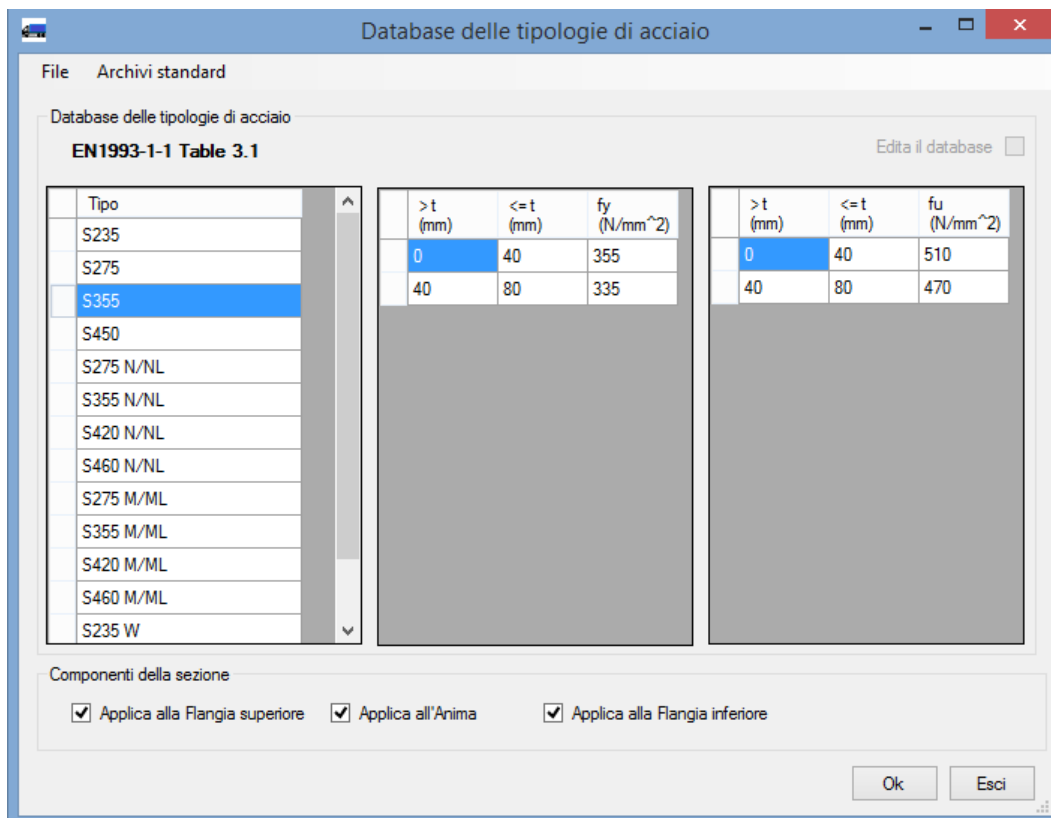 Database delle tipologie di acciaio
File Archivi standard
Database delle tipologie di acciaio
EN1993-1-1 Table 3.1
Edita il database
Tipo
S235
S275
S355
S450
S275 N/NL
S355 N/NL
S420 N/NL
S460 N/NL
S275 M/ML
S355 M/ML
S420 M/ML
S460 M/ML
S235 W
>t <=t fy
(mm) (mm) (N/mm^2)
0 40 355
40 80 335
>t <=t fu
(mm) (mm) (N/mm^2)
0 40 510
40 80 470
Componenti della sezione
Applica alla Flangia superiore Applica all'Anima Applica alla Flangia inferiore
Ok Esci